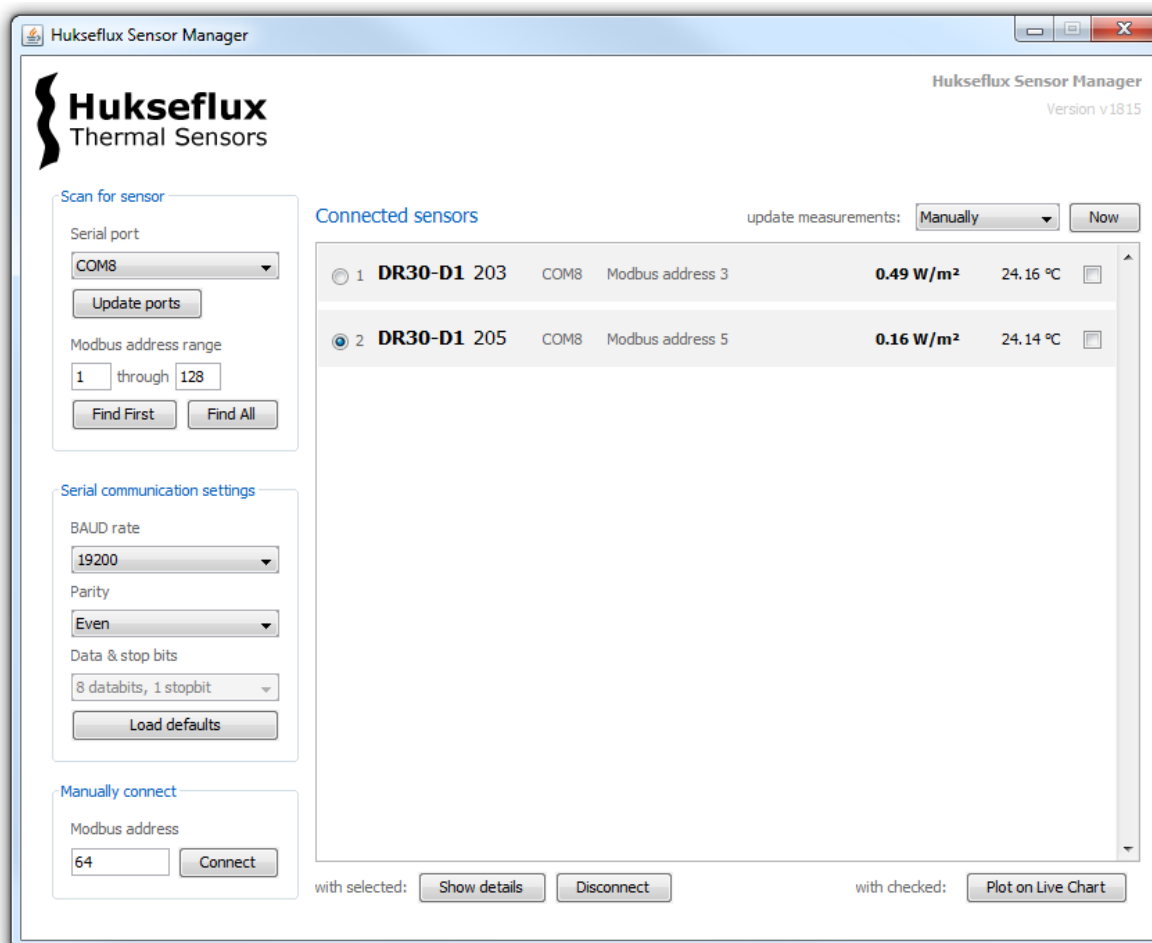 Hukseflux Sensor Manager
Hukseflux Sensor Manager
Version v1815
Hukseflux
Thermal Sensors
Scan for sensor
Serial port
COM8
Update ports
Modbus address range
1 through 128
Find First Find All
Serial communication settings
BAUD rate
19200
Parity
Even
Data & stop bits
8 databits, 1 stopbit
Load defaults
Manually connect
Modbus address
64 Connect
Connected sensors update measurements: Manually Now
1 DR30-D1 203 COM8 Modbus address 3 0.49 W/m² 24.16 ºC
2 DR30-D1 205 COM8 Modbus address 5 0.16 W/m² 24.14 ºC
with selected: Show details Disconnect with checked: Plot on Live Chart